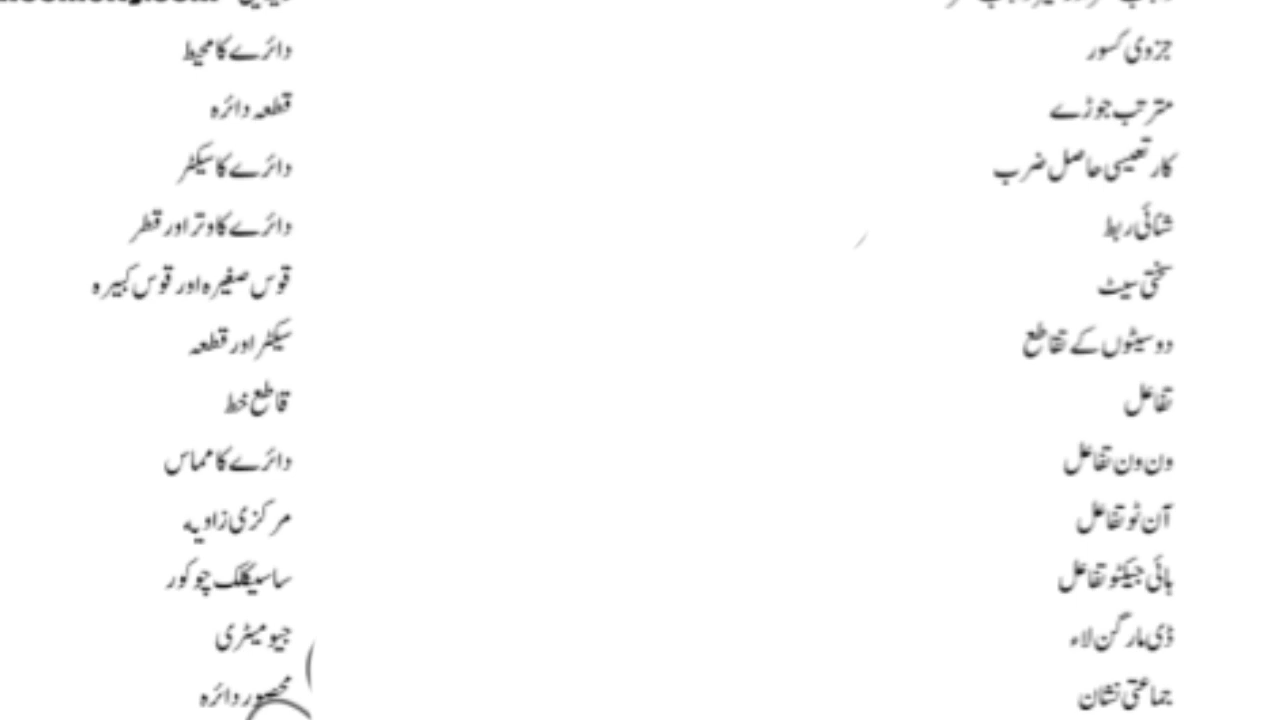 جزوی کسور
مترتب جوڑے
کارتیسی حاصل ضرب
ثنائی ربط
تحتی سیٹ
دو سیٹوں کے تقاطع
تفاعل
ون ون تفاعل
آن ٹو تفاعل
بائی جیکٹو تفاعل
ڈی مارگن لاء
جماعتی نشان
دائرے کا محیط
قطعہ دائرہ
دائرے کا سیکٹر
دائرے کا وتر اور قطر
قوس صغیرہ اور قوس کبیرہ
سیکٹر اور قطعہ
قاطع خط
دائرے کا مماس
مرکزی زاویہ
سائیکلک چوکور
جیومیٹری
محصور دائرہ